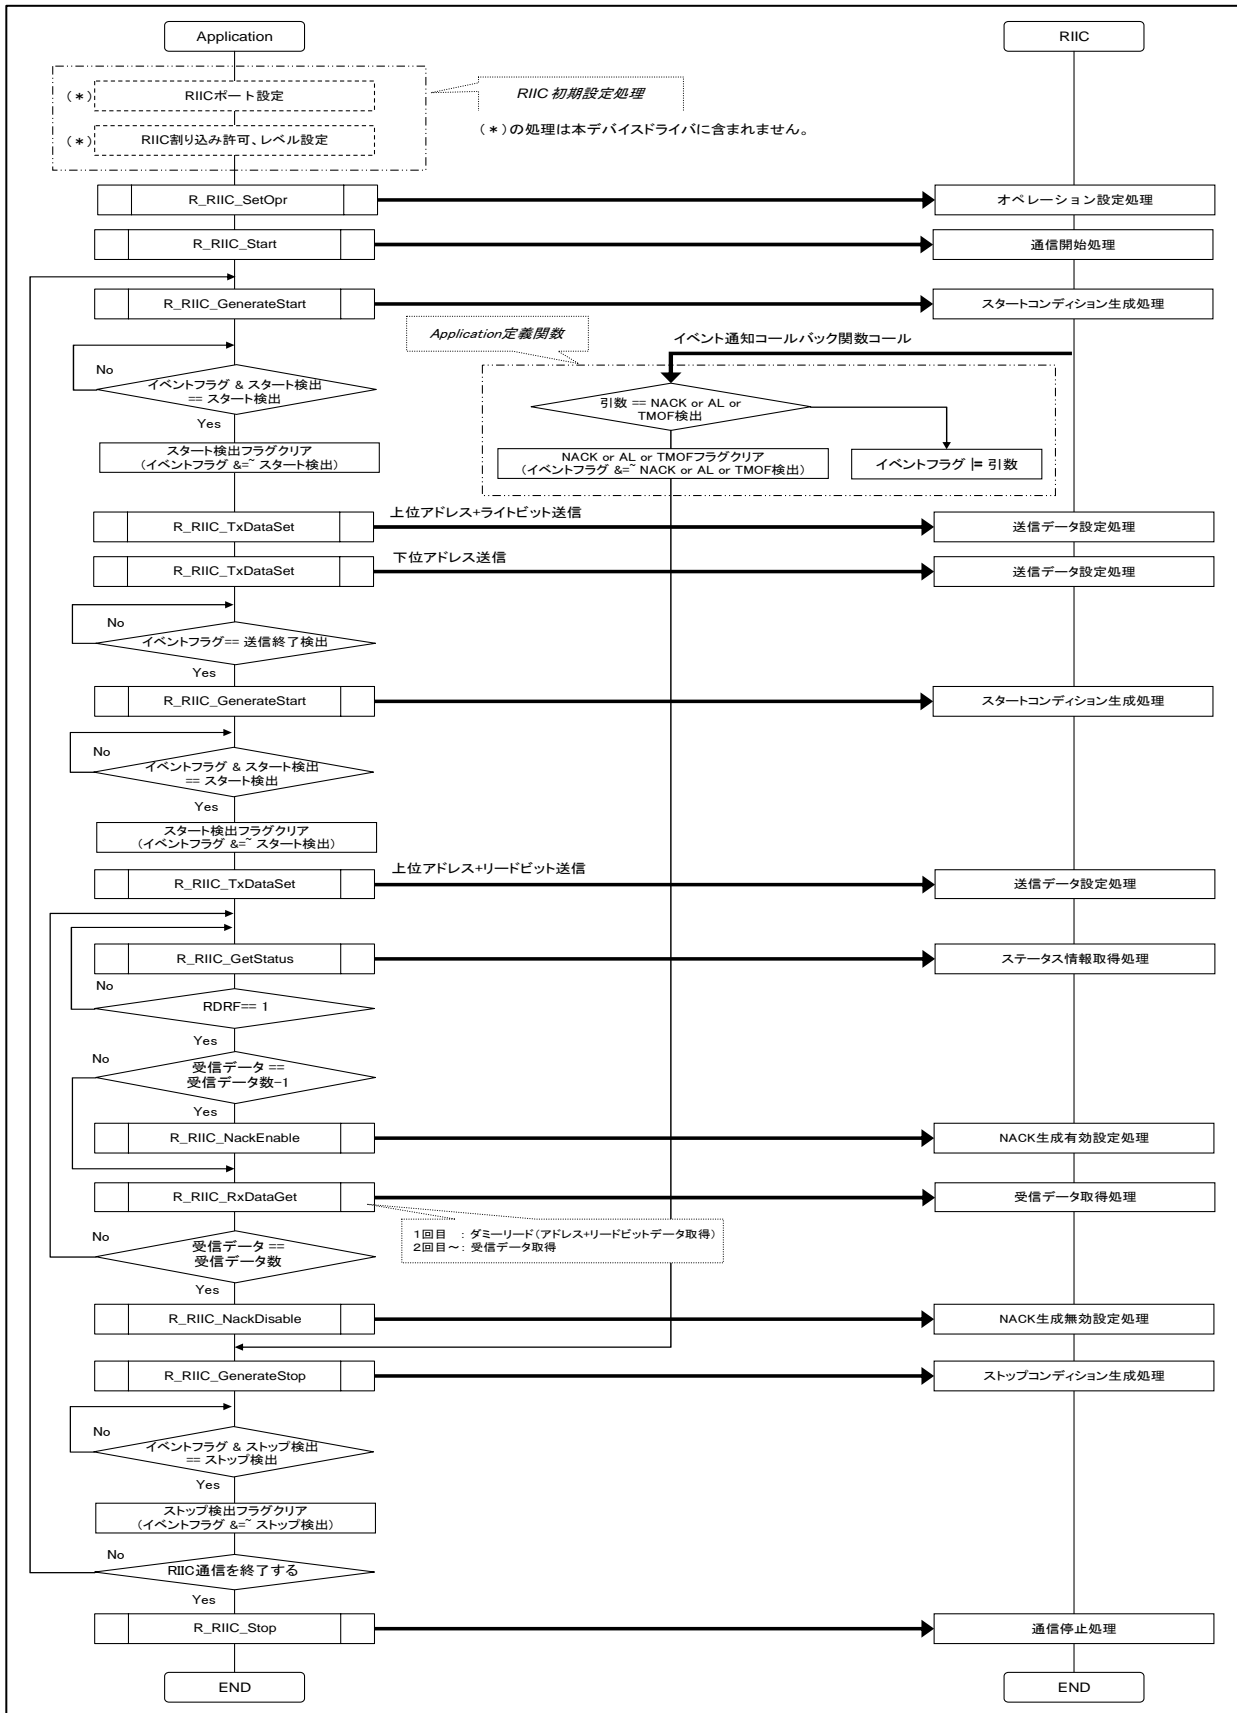 Application
RIIC
(*)
RIICポート設定
RIIC 初期設定処理
(*)の処理は本デバイスドライバに含まれません。
(*)
RIIC割り込み許可、レベル設定
R_RIIC_SetOpr
オペレーション設定処理
R_RIIC_Start
通信開始処理
R_RIIC_GenerateStart
スタートコンディション生成処理
Application定義関数
イベント通知コールバック関数コール
No
イベントフラグ & スタート検出
== スタート検出
Yes
引数 == NACK or AL or
TMOF検出
スタート検出フラグクリア
(イベントフラグ &=~ スタート検出)
NACK or AL or TMOFフラグクリア
(イベントフラグ &=~ NACK or AL or TMOF検出)
イベントフラグ |= 引数
R_RIIC_TxDataSet
上位アドレス+ライトビット送信
送信データ設定処理
R_RIIC_TxDataSet
下位アドレス送信
送信データ設定処理
No
イベントフラグ== 送信終了検出
Yes
R_RIIC_GenerateStart
スタートコンディション生成処理
No
イベントフラグ & スタート検出
== スタート検出
Yes
スタート検出フラグクリア
(イベントフラグ &=~ スタート検出)
R_RIIC_TxDataSet
上位アドレス+リードビット送信
送信データ設定処理
R_RIIC_GetStatus
ステータス情報取得処理
No
RDRF== 1
Yes
No
受信データ ==
受信データ数-1
Yes
R_RIIC_NackEnable
NACK生成有効設定処理
R_RIIC_RxDataGet
受信データ取得処理
1回目 : ダミーリード(アドレス+リードビットデータ取得)
2回目~: 受信データ取得
No
受信データ ==
受信データ数
Yes
R_RIIC_NackDisable
NACK生成無効設定処理
R_RIIC_GenerateStop
ストップコンディション生成処理
No
イベントフラグ & ストップ検出
== ストップ検出
Yes
ストップ検出フラグクリア
(イベントフラグ &=~ ストップ検出)
No
RIIC通信を終了する
Yes
R_RIIC_Stop
通信停止処理
END
END